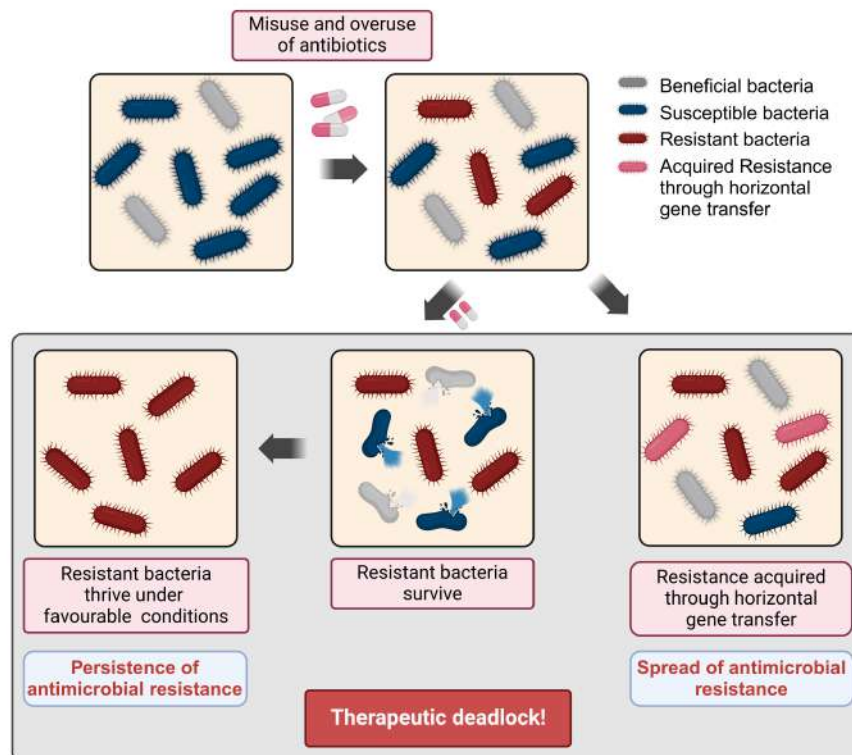 Misuse and overuse
of antibiotics
Beneficial bacteria
Susceptible bacteria
Resistant bacteria
Acquired Resistance
through horizontal
gene transfer
Resistant bacteria
thrive under
favourable conditions
Resistant bacteria
survive
Resistance acquired
through horizontal
gene transfer
Persistence of
antimicrobial resistance
Spread of antimicrobial
resistance
Therapeutic deadlock!